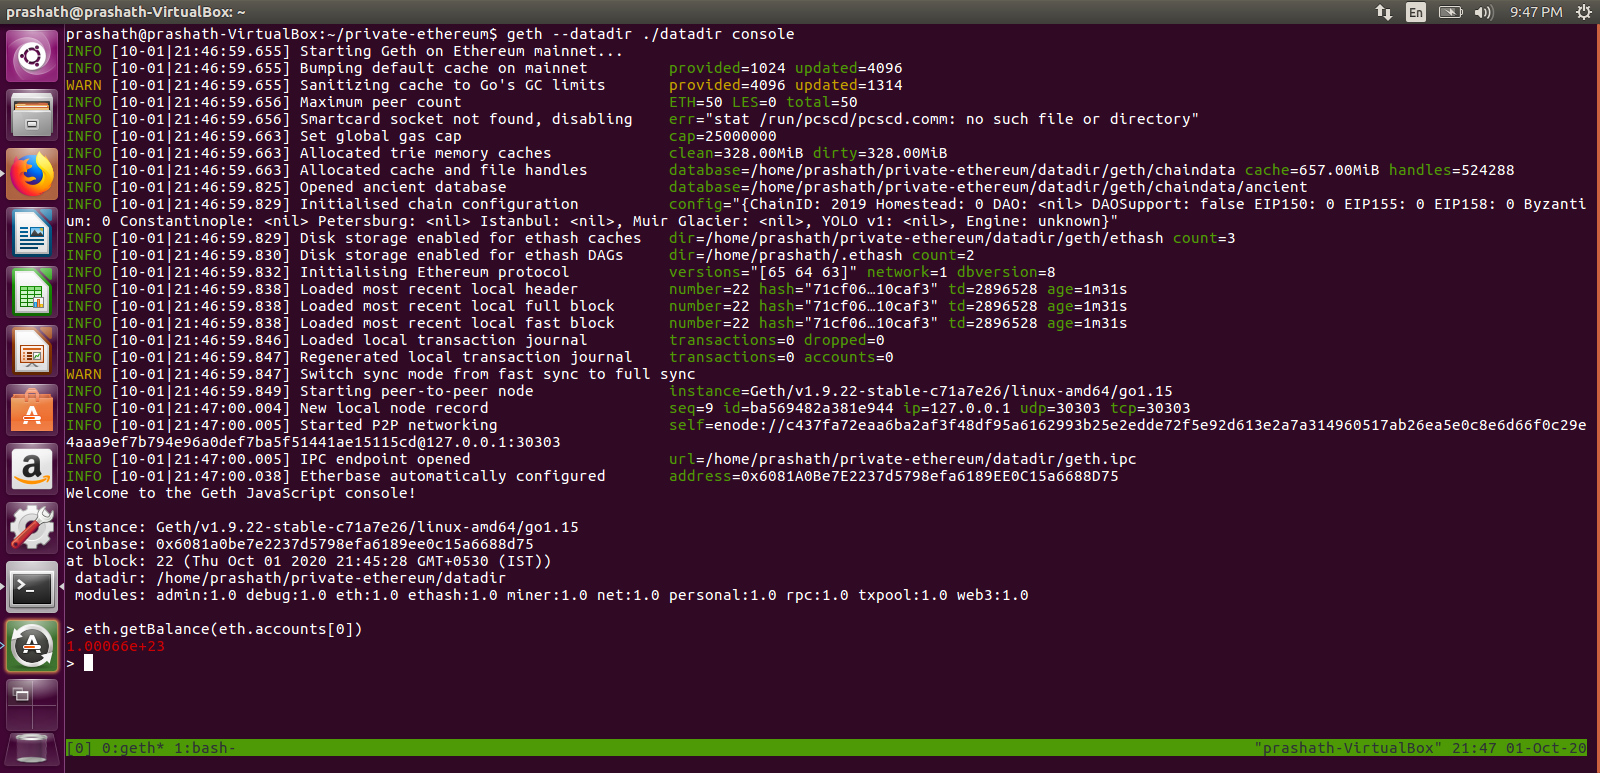 prashath@prashath-VirtualBox: ~
En
9:47 PM
prashath@prashath-VirtualBox:~/private-ethereum$ geth --datadir ./datadir console
INFO [10-01|21:46:59.655] Starting Geth on Ethereum mainnet...
INFO [10-01|21:46:59.655] Bumping default cache on mainnet provided=1024 updated=4096
WARN [10-01|21:46:59.655] Sanitizing cache to Go's GC limits provided=4096 updated=1314
INFO [10-01|21:46:59.656] Maximum peer count ETH=50 LES=0 total=50
INFO [10-01|21:46:59.656] Smartcard socket not found, disabling err="stat /run/pcscd/pcscd.comm: no such file or directory"
INFO [10-01|21:46:59.663] Set global gas cap cap=25000000
INFO [10-01|21:46:59.663] Allocated trie memory caches clean=328.00MiB dirty=328.00MiB
INFO [10-01|21:46:59.663] Allocated cache and file handles database=/home/prashath/private-ethereum/datadir/geth/chaindata cache=657.00MiB handles=524288
INFO [10-01|21:46:59.825] Opened ancient database database=/home/prashath/private-ethereum/datadir/geth/chaindata/ancient
INFO [10-01|21:46:59.829] Initialised chain configuration config="{ChainID: 2019 Homestead: 0 DAO: <nil> DAOSupport: false EIP150: 0 EIP155: 0 EIP158: 0 Byzanti
um: 0 Constantinople: <nil> Petersburg: <nil> Istanbul: <nil>, Muir Glacier: <nil>, YOLO v1: <nil>, Engine: unknown}"
INFO [10-01|21:46:59.829] Disk storage enabled for ethash caches dir=/home/prashath/private-ethereum/datadir/geth/ethash count=3
INFO [10-01|21:46:59.830] Disk storage enabled for ethash DAGs dir=/home/prashath/.ethash count=2
INFO [10-01|21:46:59.832] Initialising Ethereum protocol versions="[65 64 63]" network=1 dbversion=8
INFO [10-01|21:46:59.838] Loaded most recent local header number=22 hash="71cf06…10caf3" td=2896528 age=1m31s
INFO [10-01|21:46:59.838] Loaded most recent local full block number=22 hash="71cf06…10caf3" td=2896528 age=1m31s
INFO [10-01|21:46:59.838] Loaded most recent local fast block number=22 hash="71cf06…10caf3" td=2896528 age=1m31s
INFO [10-01|21:46:59.846] Loaded local transaction journal transactions=0 dropped=0
INFO [10-01|21:46:59.847] Regenerated local transaction journal transactions=0 accounts=0
WARN [10-01|21:46:59.847] Switch sync mode from fast sync to full sync
INFO [10-01|21:46:59.849] Starting peer-to-peer node instance=Geth/v1.9.22-stable-c71a7e26/linux-amd64/go1.15
INFO [10-01|21:47:00.004] New local node record seq=9 id=ba569482a381e944 ip=127.0.0.1 udp=30303 tcp=30303
INFO [10-01|21:47:00.005] Started P2P networking self=enode://c437fa72eaa6ba2af3f48df95a6162993b25e2edde72f5e92d613e2a7a314960517ab26ea5e0c8e6d66f0c29e
4aaa9ef7b794e96a0def7ba5f51441ae15115cd@127.0.0.1:30303
INFO [10-01|21:47:00.005] IPC endpoint opened url=/home/prashath/private-ethereum/datadir/geth.ipc
INFO [10-01|21:47:00.038] Etherbase automatically configured address=0x6081A0Be7E2237d5798efa6189EE0C15a6688D75
Welcome to the Geth JavaScript console!
instance: Geth/v1.9.22-stable-c71a7e26/linux-amd64/go1.15
coinbase: 0x6081a0be7e2237d5798efa6189ee0c15a6688d75
at block: 22 (Thu Oct 01 2020 21:45:28 GMT+0530 (IST))
datadir: /home/prashath/private-ethereum/datadir
modules: admin:1.0 debug:1.0 eth:1.0 ethash:1.0 miner:1.0 net:1.0 personal:1.0 rpc:1.0 txpool:1.0 web3:1.0
> eth.getBalance(eth.accounts[0])
1.00066e+23
>
[0] 0:geth* 1:bash- "prashath-VirtualBox" 21:47 01-Oct-20